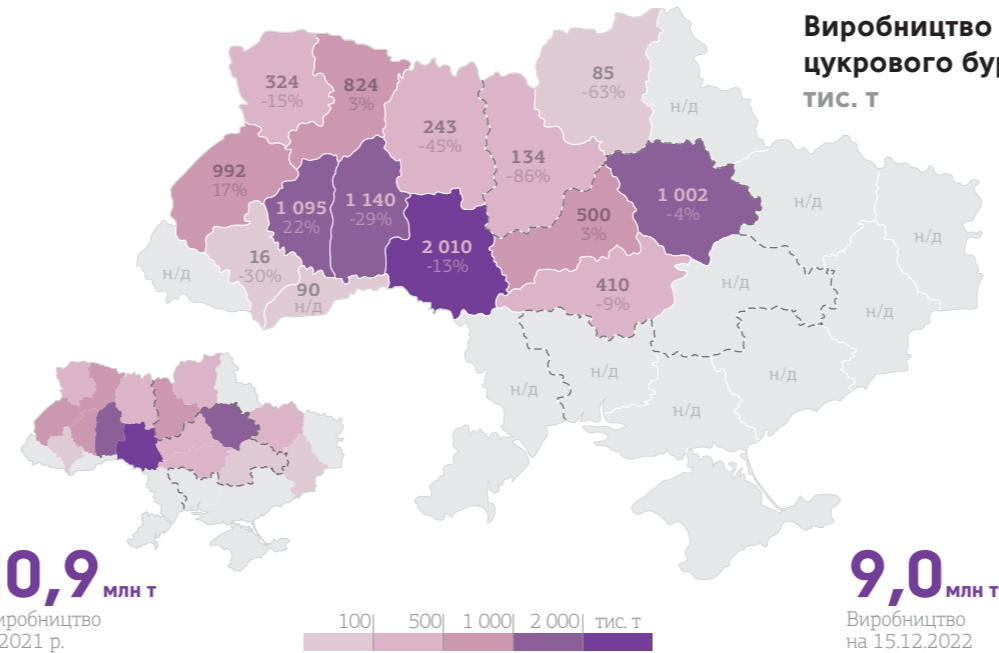 Виробництво
цукрового
тис. т
324
-15%
824
3%
243
-45%
134
-86%
85
-63%
н/д
992
17%
1 095
22%
1 140
-29%
2 010
-13%
500
3%
1 002
-4%
н/д
н/д
н/д
16
-30%
90
н/д
410
-9%
н/д
н/д
н/д
н/д
н/д
н/д
0,9 млн т
2021 р.
100
500
1 000
2 000
тис. т
9,0 млн т
Виробництво
на 15.12.2022